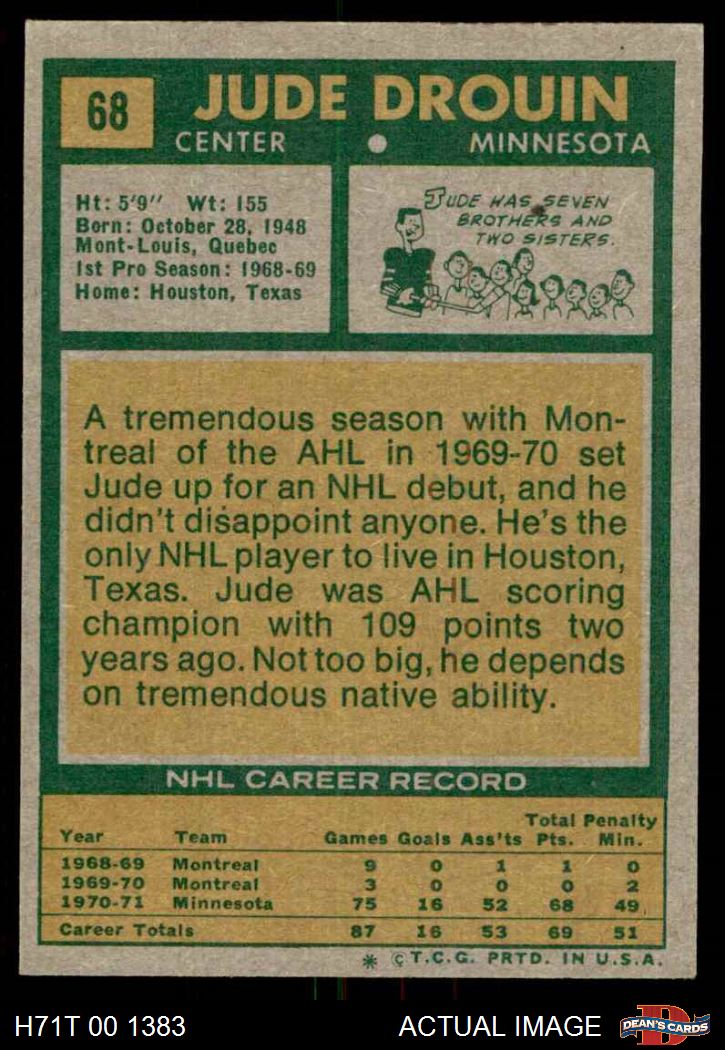 68
JUDE DROUIN
CENTER
MINNESOTA
Ht: 5'9" Wt: 155
Born: October 28, 1948
Mont-Louis, Quebec
1st Pro Season: 1968-69
Home: Houston, Texas
JUDE HAS SEVEN
BROTHERS AND
TWO SISTERS.
A tremendous season with Mon-
treal of the AHL in 1969-70 set
Jude up for an NHL debut, and he
didn't disappoint anyone. He's the
only NHL player to live in Houston,
Texas. Jude was AHL scoring
champion with 109 points two
years ago. Not too big, he depends
on tremendous native ability.
NHL CAREER RECORD
Total Penalty
Year Team Games Goals Ass'ts Pts. Min.
1968-69 Montreal 9 0 1 1 0
1969-70 Montreal 3 0 0 0 2
1970-71 Minnesota 75 16 52 68 49
Career Totals 87 16 53 69 51
* © T.C.G. PRTD. IN U.S.A.
H71T 00 1383 ACTUAL IMAGE
D
DEAN'S CARDS